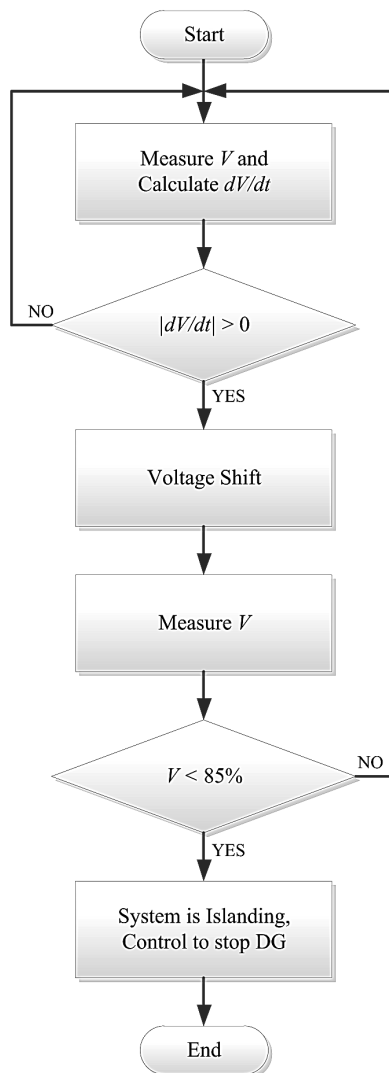 Start
Measure V and
Calculate dV/dt
|dV/dt| > 0
NO
YES
Voltage Shift
Measure V
V < 85%
NO
YES
System is Islanding,
Control to stop DG
End